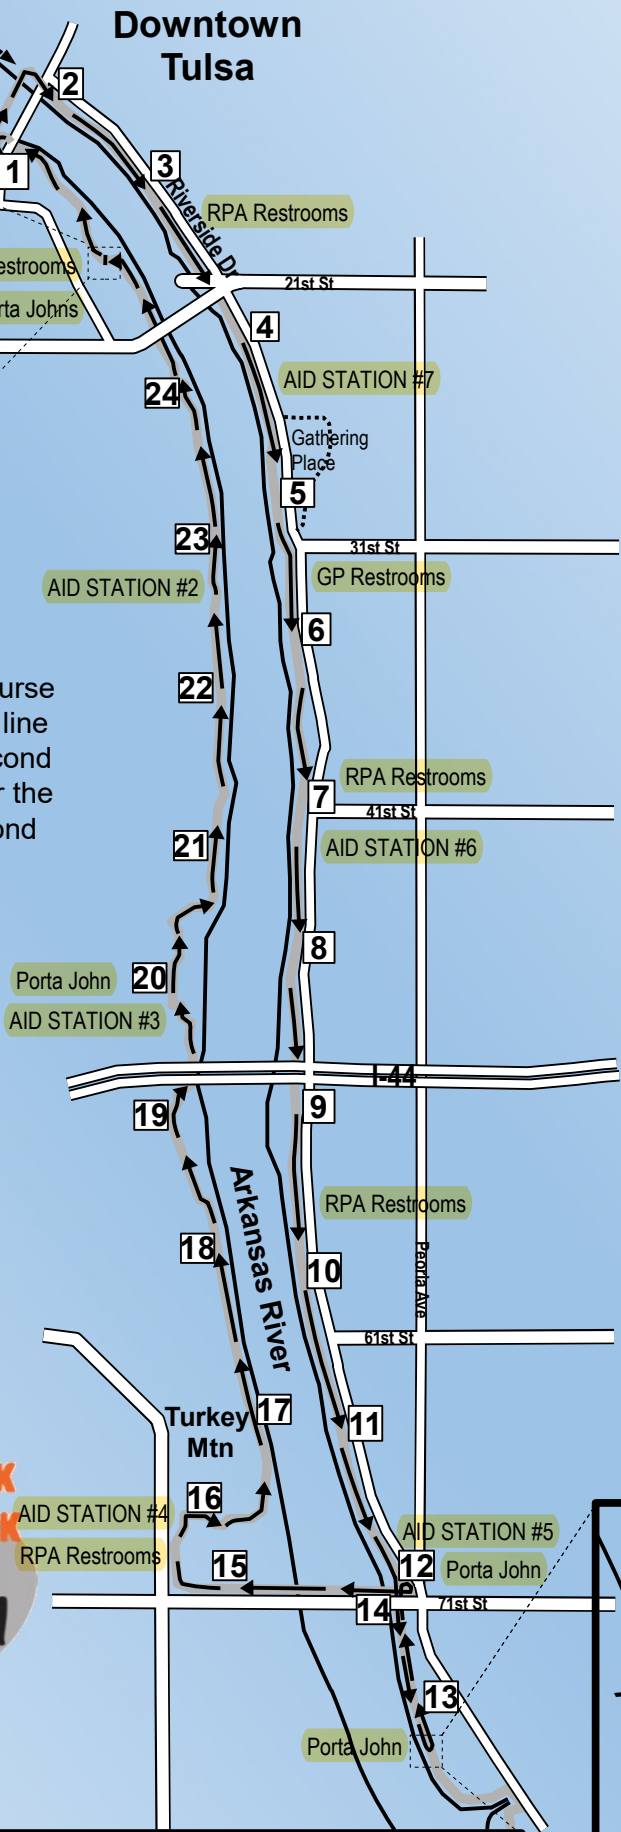 Downtown
Tulsa
2
1
3
Riverside Dr
RPA Restrooms
estrooms
21st St
rta Johns
4
AID STATION #7
24
Gathering
Place
5
23
31st St
AID STATION #2
GP Restrooms
6
urse
22
line
cond
r the
ond
RPA Restrooms
7
41st St
21
AID STATION #6
8
Porta John
20
AID STATION #3
I-44
19
9
Arkansas River
RPA Restrooms
18
10
Peoria Ave
61st St
17
Turkey
Mtn
11
K
16
AID STATION #4
K
AID STATION #5
RPA Restrooms
15
12
Porta John
14
71st St
13
Porta John